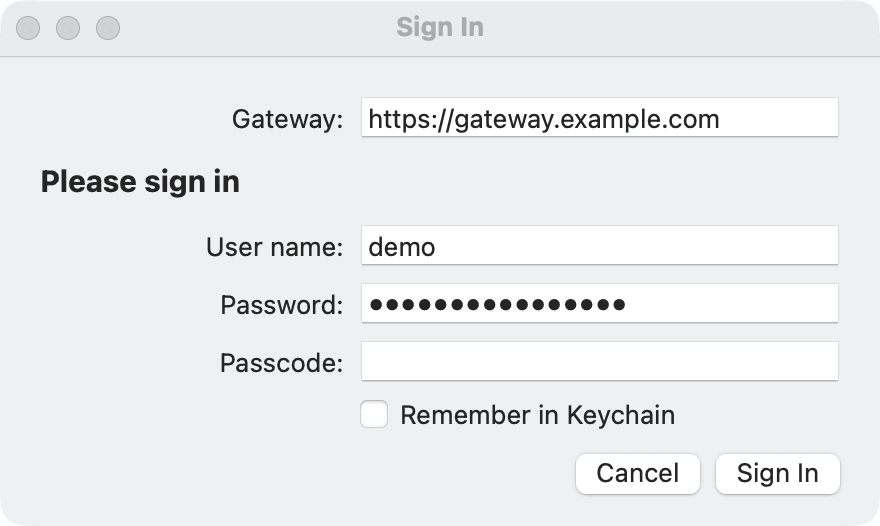 Sign In
Gateway: https://gateway.example.com
Please sign in
User name: demo
Password: ●●●●●●●●●●●●●●●●
Passcode:
Remember in Keychain
Cancel Sign In